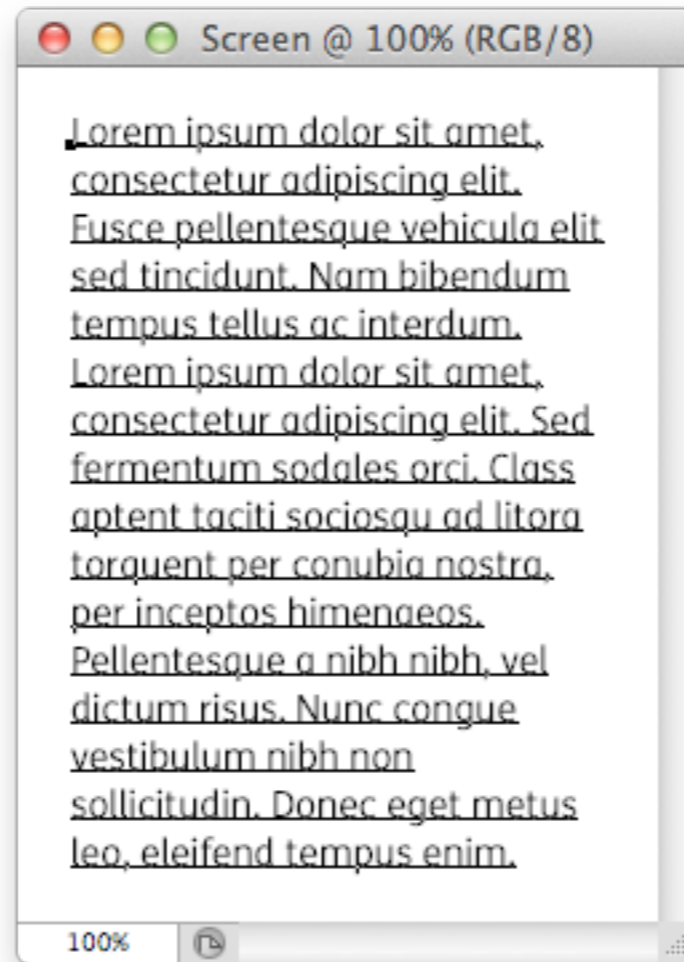 Screen @ 100% (RGB/8)
Lorem ipsum dolor sit amet,
consectetur adipiscing elit.
Fusce pellentesque vehicula elit
sed tincidunt. Nam bibendum
tempus tellus ac interdum.
Lorem ipsum dolor sit amet,
consectetur adipiscing elit. Sed
fermentum sodales orci. Class
aptent taciti sociosqu ad litora
torquent per conubia nostra,
per inceptos himenaeos.
Pellentesque a nibh nibh, vel
dictum risus. Nunc congue
vestibulum nibh non
sollicitudin. Donec eget metus
leo, eleifend tempus enim.
100%